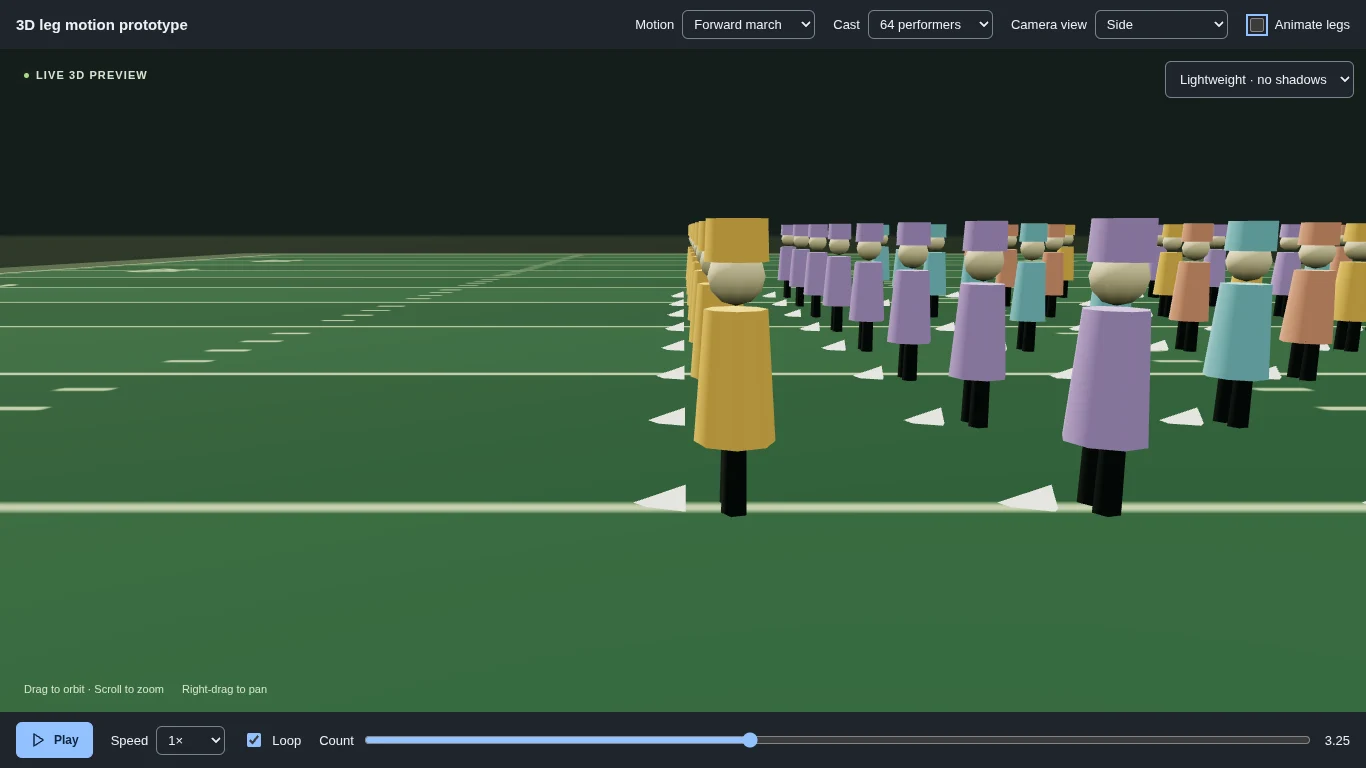 3D leg motion prototype
Motion Forward march Cast 64 performers Camera view Side Animate legs
LIVE 3D PREVIEW
Lightweight · no shadows
Drag to orbit · Scroll to zoom Right-drag to pan
Play Speed 1× Loop Count 3.25